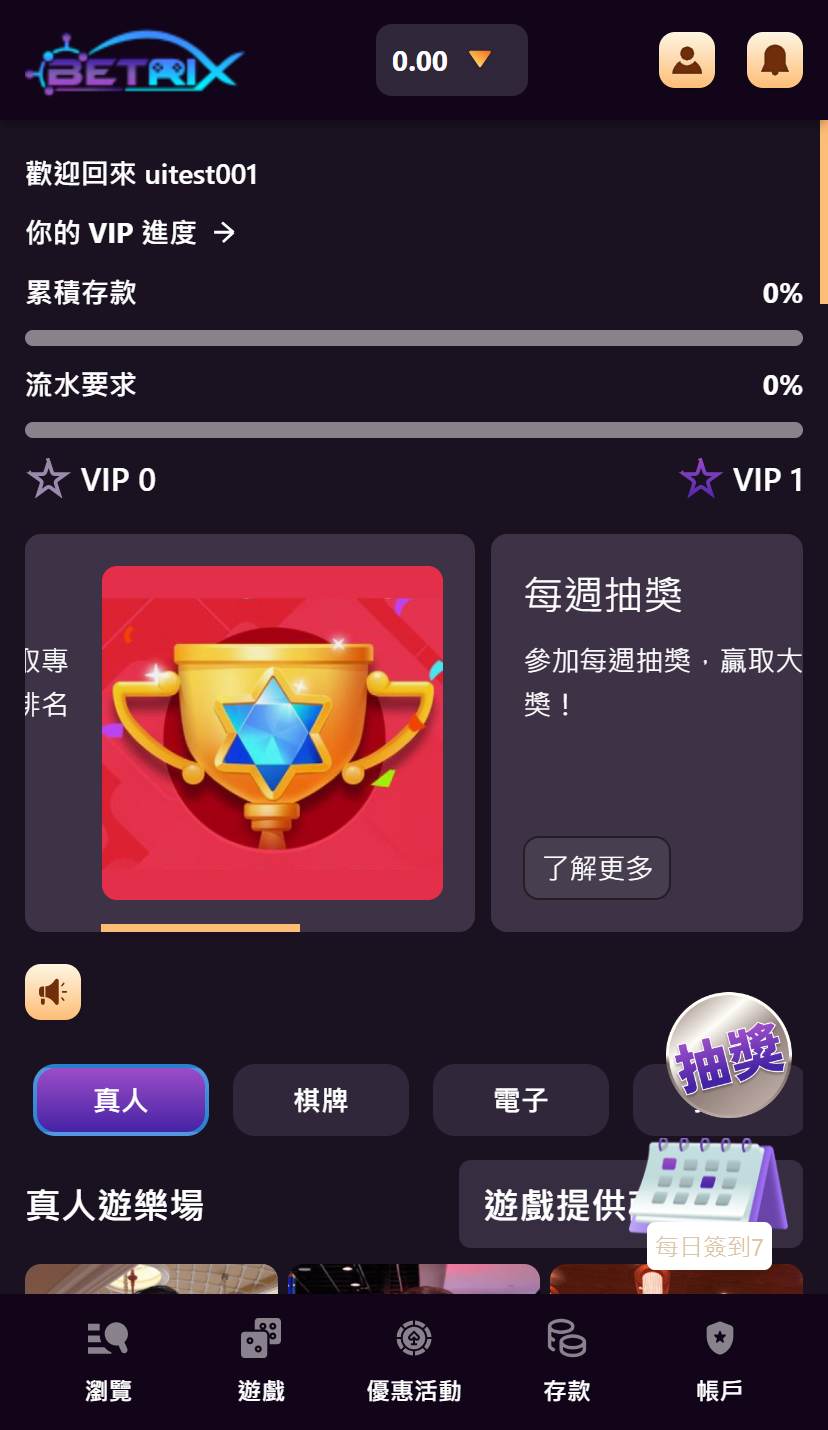 BETRIX
0.00
歡迎回來 uitest001
你的 VIP 進度
累積存款 0%
流水要求 0%
VIP 0
VIP 1
取專
排名
每週抽獎
參加每週抽獎，贏取大
獎！
了解更多
抽獎
真人
棋牌
電子
真人遊樂場
遊戲提供
每日簽到7
瀏覽
遊戲
優惠活動
存款
帳戶